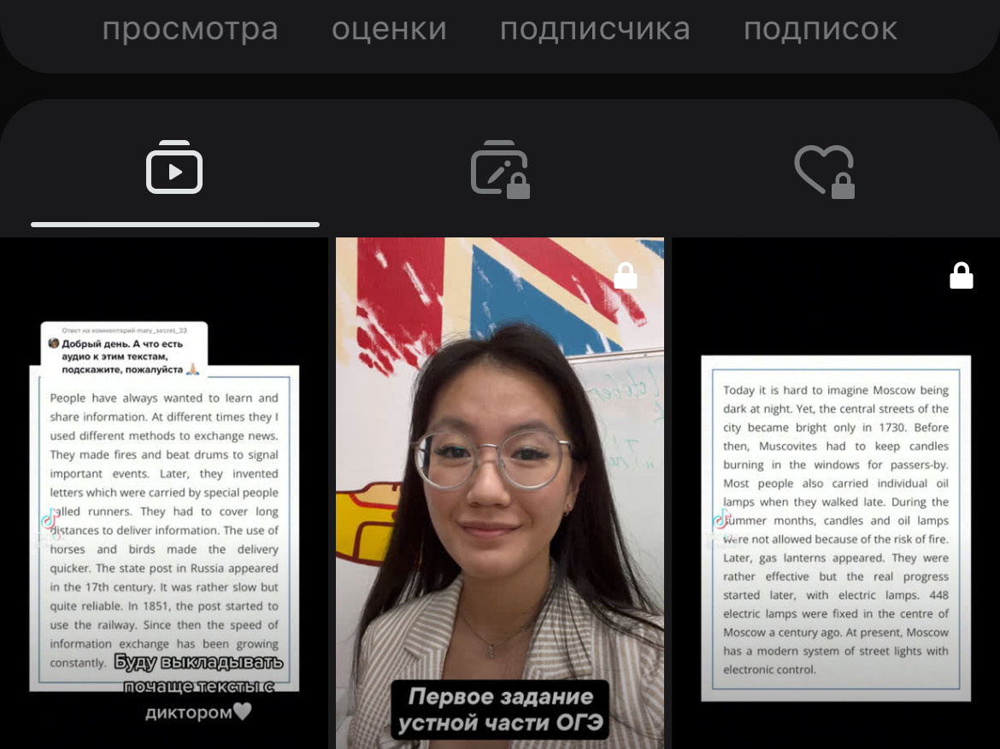 просмотра оценки подписчика подписок
Ответ на комментарий mary_secret_33
Добрый день. А что есть
аудио к этим текстам,
подскажите, пожалуйста 🙏🏼
People have always wanted to learn and
share information. At different times they I
used different methods to exchange news.
They made fires and beat drums to signal
important events. Later, they invented
letters which were carried by special people
called runners. They had to cover long
distances to deliver information. The use of
horses and birds made the delivery
quicker. The state post in Russia appeared
in the 17th century. It was rather slow but
quite reliable. In 1851, the post started to
use the railway. Since then the speed of
information exchange has been growing
constantly.
Буду выкладывать
почаще тексты с
диктором🤍
Первое задание
устной части ОГЭ
Today it is hard to imagine Moscow being
dark at night. Yet, the central streets of the
city became bright only in 1730. Before
then, Muscovites had to keep candles
burning in the windows for passers-by.
Most people also carried individual oil
lamps when they walked late. During the
summer months, candles and oil lamps
were not allowed because of the risk of fire.
Later, gas lanterns appeared. They were
rather effective but the real progress
started later, with electric lamps. 448
electric lamps were fixed in the centre of
Moscow a century ago. At present, Moscow
has a modern system of street lights with
electronic control.